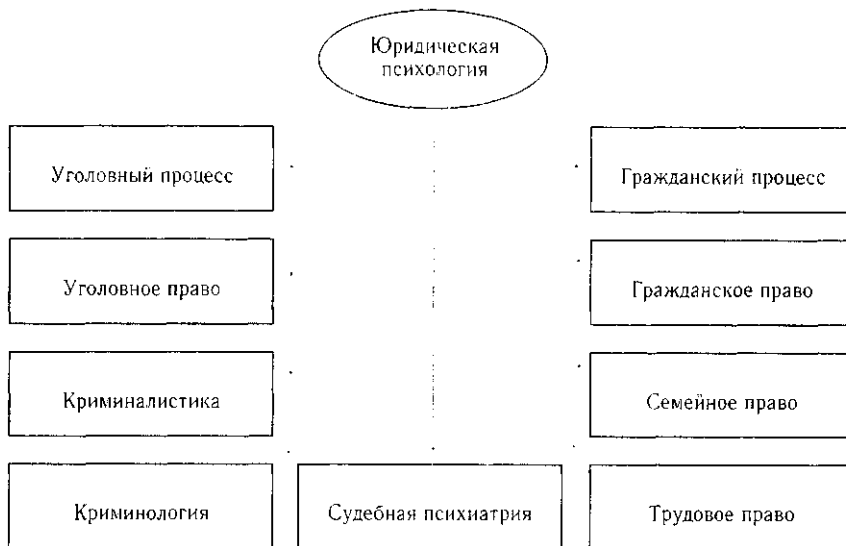 Юридическая
психология
Уголовный процесс
Гражданский процесс
Уголовное право
Гражданское право
Криминалистика
Семейное право
Криминология
Судебная психиатрия
Трудовое право